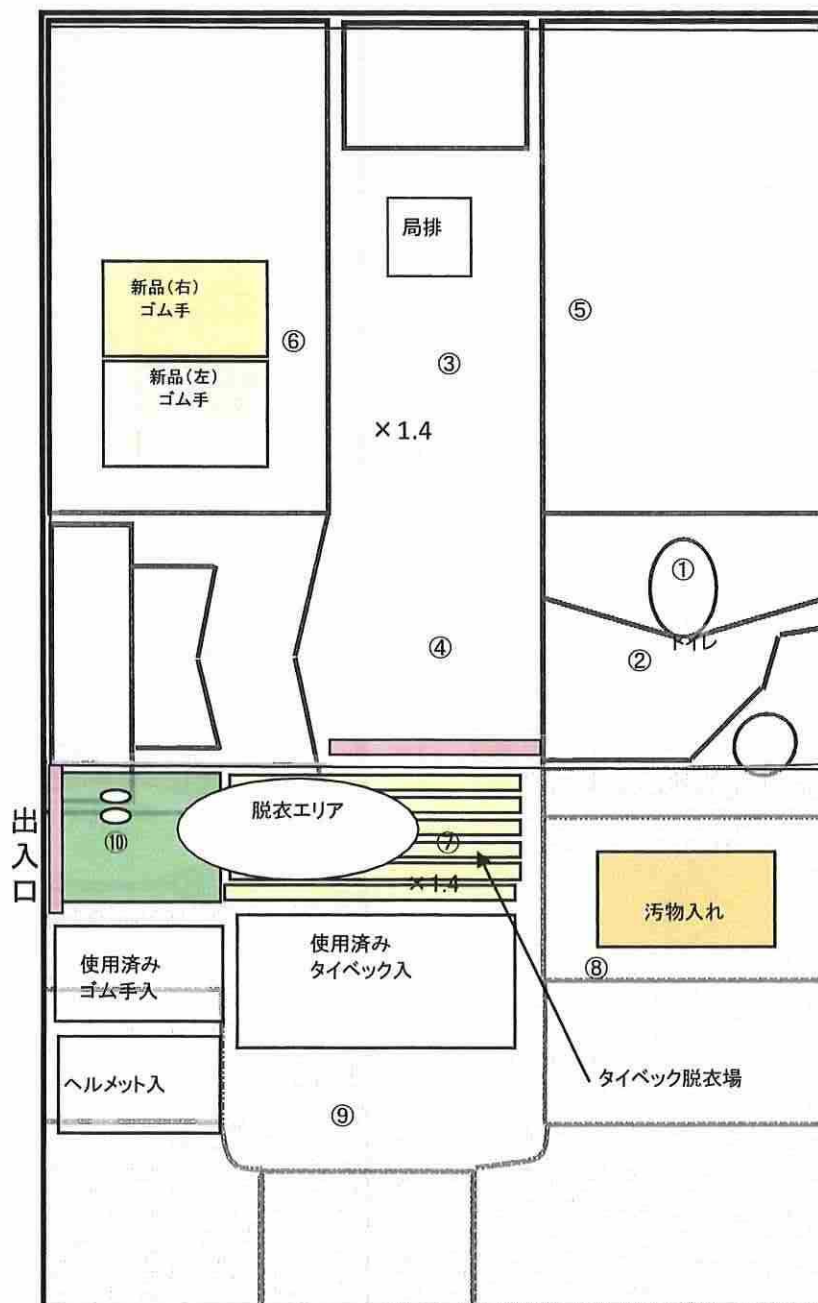 局排
新品(右)
ゴム手
⑤
⑥
③
新品(左)
ゴム手
×1.4
①
トイレ
④
②
出入口
脱衣エリア
⑩
⑦
×1.4
汚物入れ
使用済み
タイベック入
使用済み
ゴム手入
⑧
ヘルメット入
タイベック脱衣場
⑨